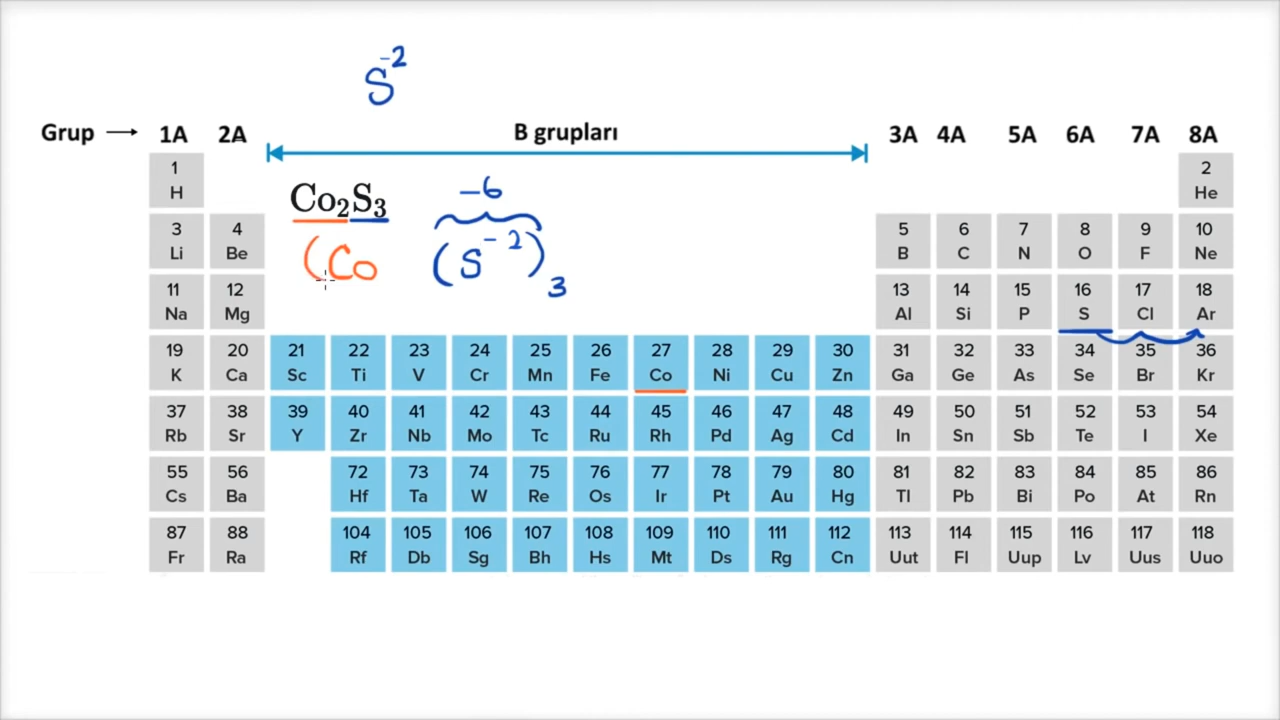 S⁻²
Grup → 1A 2A B grupları 3A 4A 5A 6A 7A 8A
1 2
H He
Co₂S₃ −6
3 4 5 6 7 8 9 10
Li Be B C N O F Ne
(Co (S⁻²)₃
11 12 13 14 15 16 17 18
Na Mg Al Si P S Cl Ar
19 20 21 22 23 24 25 26 27 28 29 30 31 32 33 34 35 36
K Ca Sc Ti V Cr Mn Fe Co Ni Cu Zn Ga Ge As Se Br Kr
37 38 39 40 41 42 43 44 45 46 47 48 49 50 51 52 53 54
Rb Sr Y Zr Nb Mo Tc Ru Rh Pd Ag Cd In Sn Sb Te I Xe
55 56 72 73 74 75 76 77 78 79 80 81 82 83 84 85 86
Cs Ba Hf Ta W Re Os Ir Pt Au Hg Tl Pb Bi Po At Rn
87 88 104 105 106 107 108 109 110 111 112 113 114 115 116 117 118
Fr Ra Rf Db Sg Bh Hs Mt Ds Rg Cn Uut Fl Uup Lv Uus Uuo